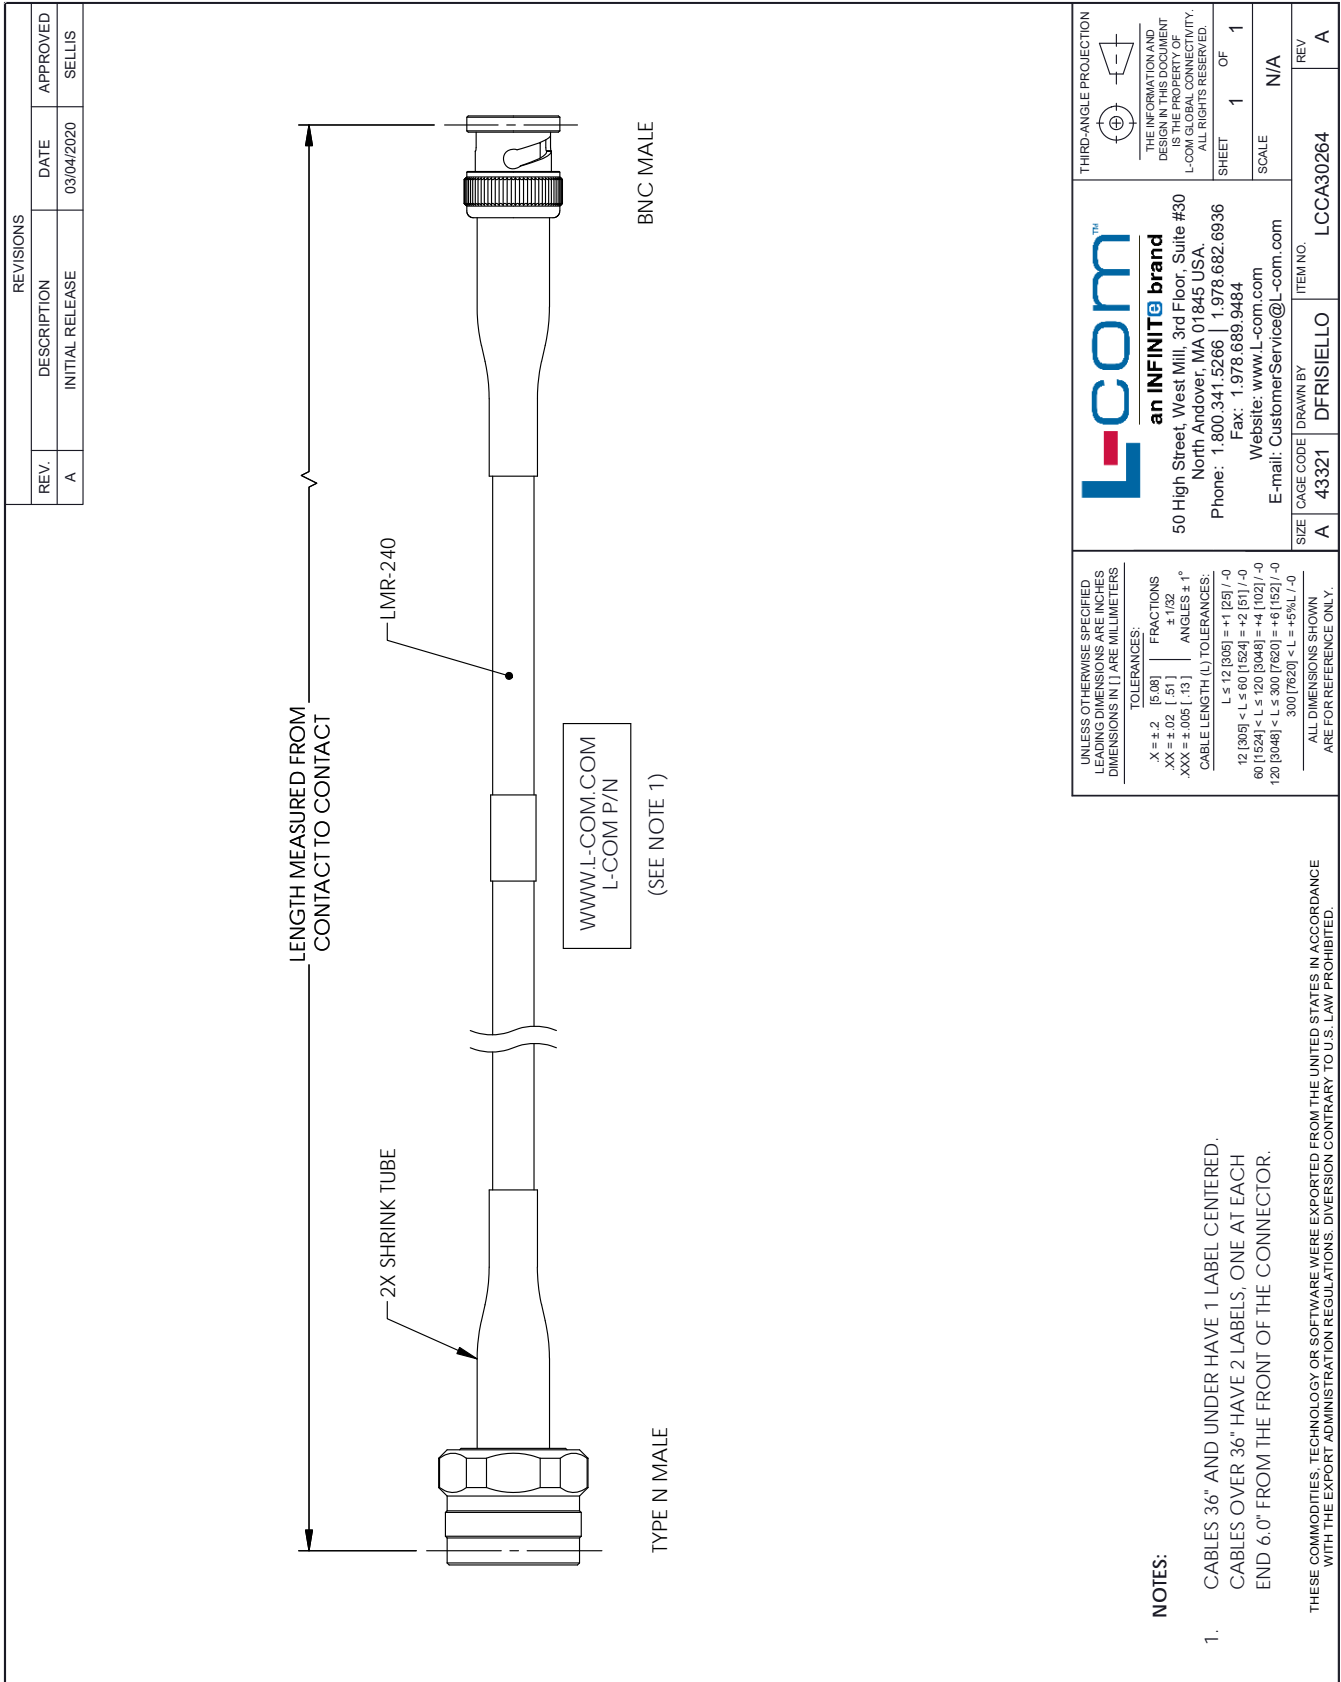 REVISIONS
REV.
DESCRIPTION
DATE
APPROVED
A
INITIAL RELEASE
03/04/2020
SELLIS
LENGTH MEASURED FROM
CONTACT TO CONTACT
2X SHRINK TUBE
LMR-240
TYPE N MALE
BNC MALE
WWW.L-COM.COM
L-COM P/N
(SEE NOTE 1)
NOTES:
1. CABLES 36" AND UNDER HAVE 1 LABEL CENTERED.
CABLES OVER 36" HAVE 2 LABELS, ONE AT EACH
END 6.0" FROM THE FRONT OF THE CONNECTOR.
THESE COMMODITIES, TECHNOLOGY OR SOFTWARE WERE EXPORTED FROM THE UNITED STATES IN ACCORDANCE
WITH THE EXPORT ADMINISTRATION REGULATIONS. DIVERSION CONTRARY TO U.S. LAW PROHIBITED.
UNLESS OTHERWISE SPECIFIED
LEADING DIMENSIONS ARE INCHES
DIMENSIONS IN [ ] ARE MILLIMETERS
TOLERANCES:
.X = ±.2 [5.08] FRACTIONS
.XX = ±.02 [ .51 ] ± 1/32
.XXX = ±.005 [ .13 ] ANGLES ± 1°
CABLE LENGTH (L) TOLERANCES:
L ≤ 12 [305] = +1 [25] / -0
12 [305] < L ≤ 60 [1524] = +2 [51] / -0
60 [1524] < L ≤ 120 [3048] = +4 [102] / -0
120 [3048] < L ≤ 300 [7620] = +6 [152] / -0
300 [7620] < L = +5%L / -0
ALL DIMENSIONS SHOWN
ARE FOR REFERENCE ONLY.
L-com™
an INFINITe brand
50 High Street, West Mill, 3rd Floor, Suite #30
North Andover, MA 01845 USA.
Phone: 1.800.341.5266 | 1.978.682.6936
Fax: 1.978.689.9484
Website: www.L-com.com
E-mail: CustomerService@L-com.com
THIRD-ANGLE PROJECTION
THE INFORMATION AND
DESIGN IN THIS DOCUMENT
IS THE PROPERTY OF
L-COM GLOBAL CONNECTIVITY.
ALL RIGHTS RESERVED.
SHEET 1 OF 1
SCALE N/A
SIZE A
CAGE CODE 43321
DRAWN BY DFRISIELLO
ITEM NO. LCCA30264
REV A